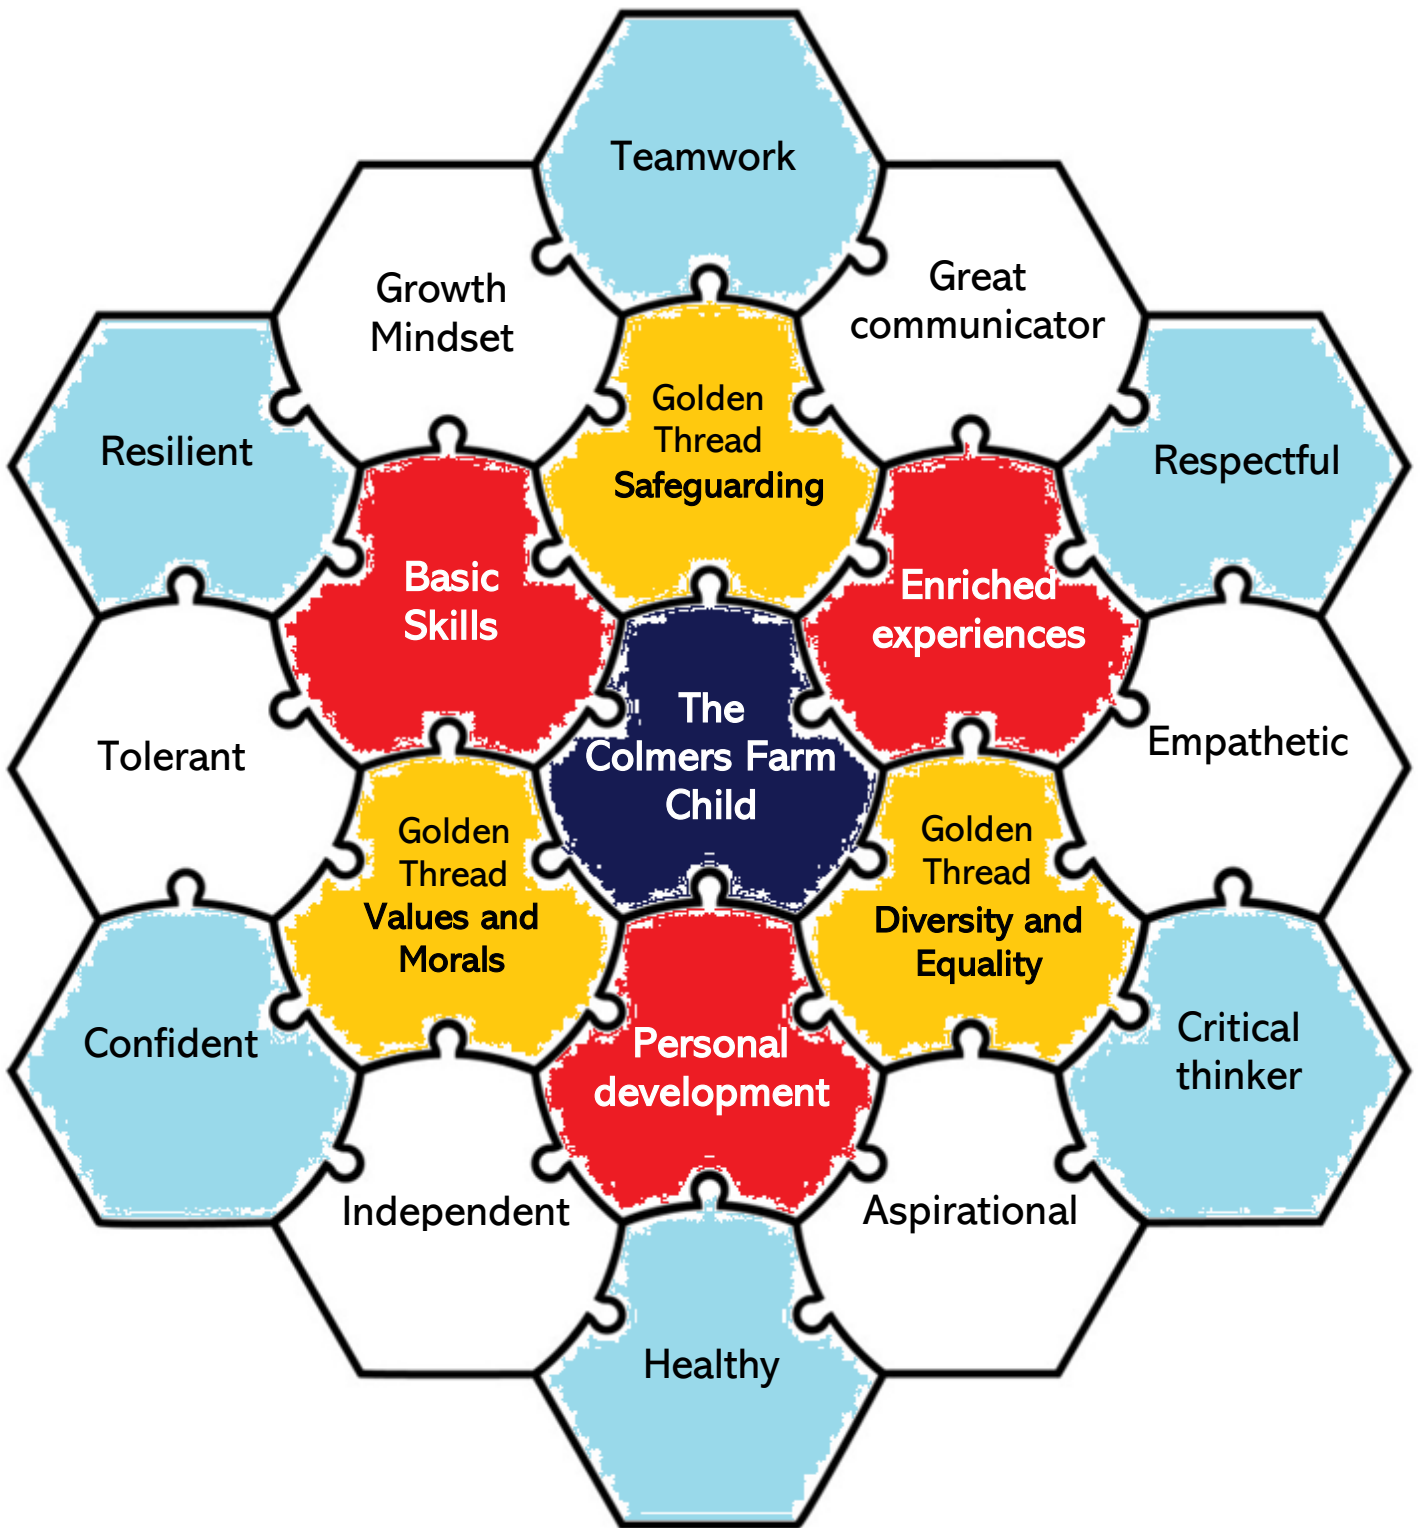 Teamwork
Growth
Mindset
Great
communicator
Resilient
Golden
Thread
Safeguarding
Respectful
Basic
Skills
Enriched
experiences
Tolerant
The
Colmers Farm
Child
Empathetic
Golden
Thread
Values and
Morals
Golden
Thread
Diversity and
Equality
Confident
Personal
development
Critical
thinker
Independent
Aspirational
Healthy